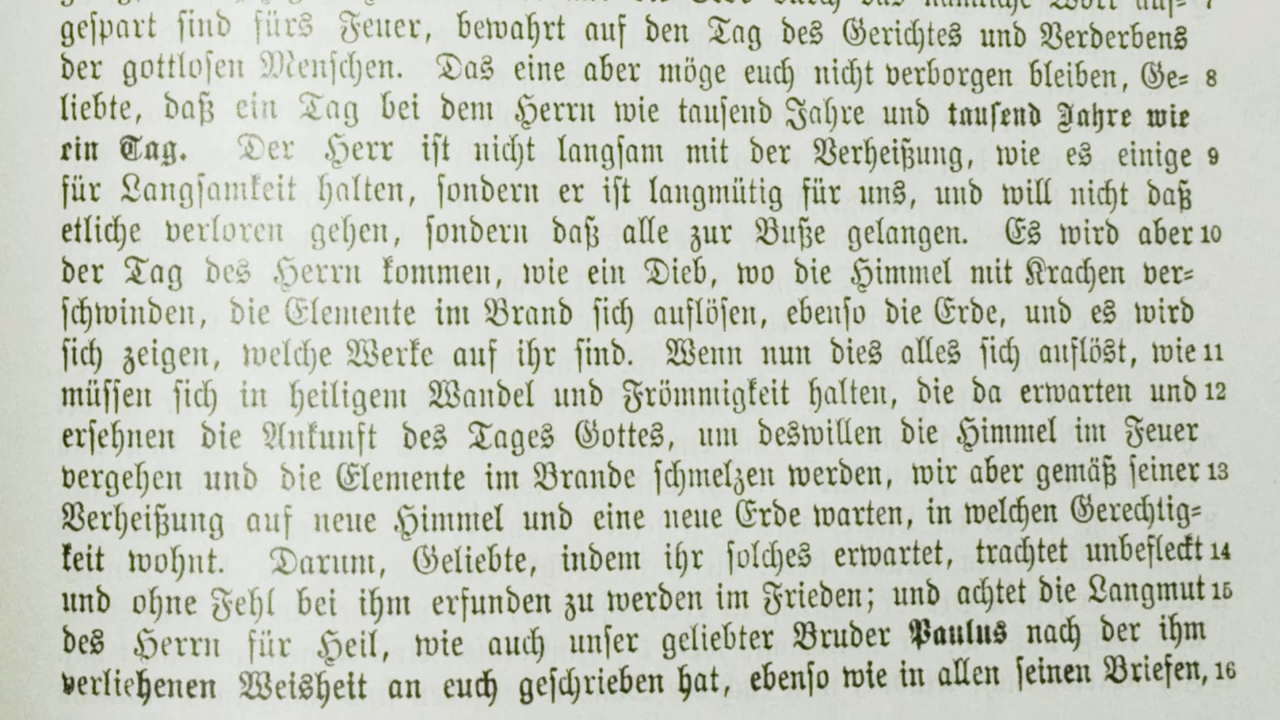 gespart sind fürs Feuer, bewahrt auf den Tag des Gerichtes und Verderbens
der gottlosen Menschen. Das eine aber möge euch nicht verborgen bleiben, Ge= 8
liebte, daß ein Tag bei dem Herrn wie tausend Jahre und tausend Jahre wie
ein Tag. Der Herr ist nicht langsam mit der Verheißung, wie es einige 9
für Langsamkeit halten, sondern er ist langmütig für uns, und will nicht daß
etliche verloren gehen, sondern daß alle zur Buße gelangen. Es wird aber 10
der Tag des Herrn kommen, wie ein Dieb, wo die Himmel mit Krachen ver=
schwinden, die Elemente im Brand sich auflösen, ebenso die Erde, und es wird
sich zeigen, welche Werke auf ihr sind. Wenn nun dies alles sich auflöst, wie 11
müssen sich in heiligem Wandel und Frömmigkeit halten, die da erwarten und 12
ersehnen die Ankunft des Tages Gottes, um deswillen die Himmel im Feuer
vergehen und die Elemente im Brande schmelzen werden, wir aber gemäß seiner 13
Verheißung auf neue Himmel und eine neue Erde warten, in welchen Gerechtig=
keit wohnt. Darum, Geliebte, indem ihr solches erwartet, trachtet unbefleckt 14
und ohne Fehl bei ihm erfunden zu werden im Frieden; und achtet die Langmut 15
des Herrn für Heil, wie auch unser geliebter Bruder Paulus nach der ihm
verliehenen Weisheit an euch geschrieben hat, ebenso wie in allen seinen Briefen, 16